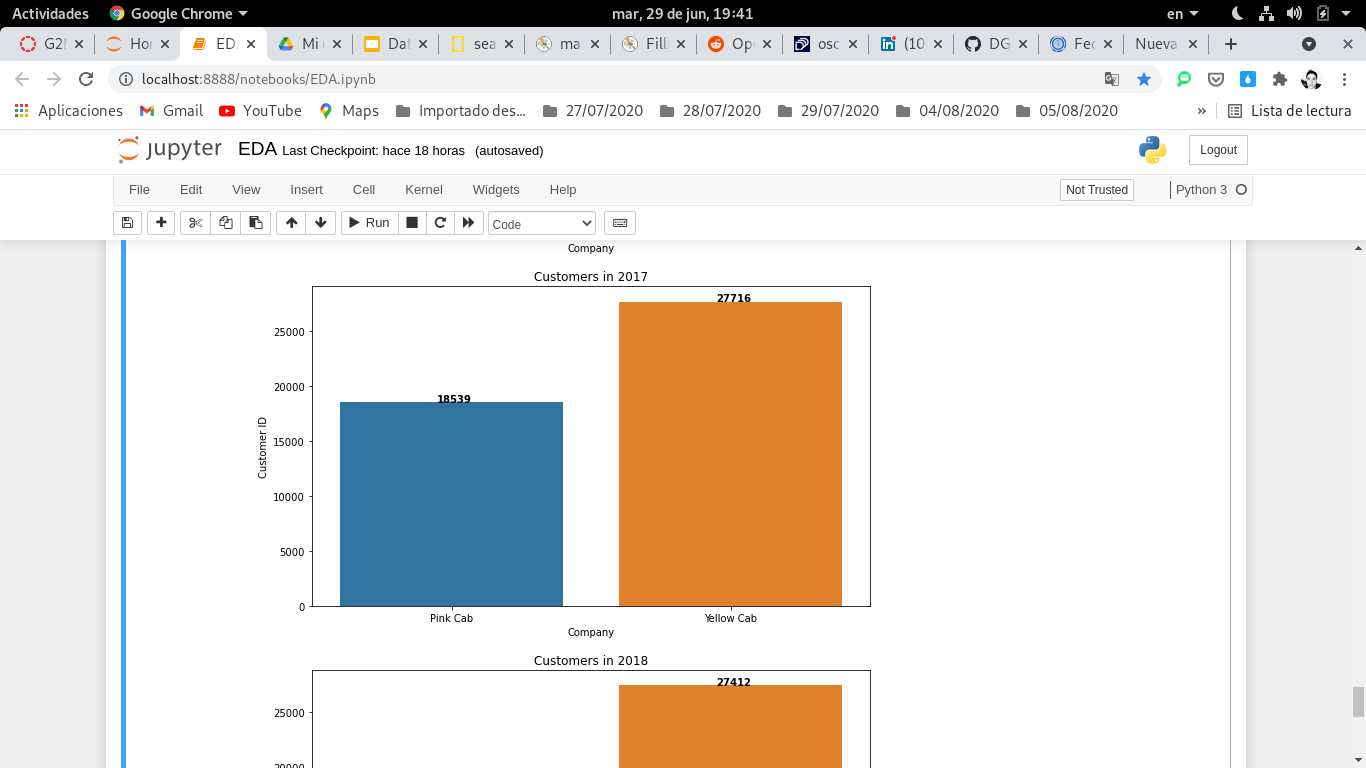 Actividades Google Chrome mar, 29 de jun, 19:41 en
G2 Ho ED Mi Dat sea ma Fill Op osc (10 DG Fec Nueva
localhost:8888/notebooks/EDA.ipynb
Aplicaciones Gmail YouTube Maps Importado des... 27/07/2020 28/07/2020 29/07/2020 04/08/2020 05/08/2020 » Lista de lectura
jupyter EDA Last Checkpoint: hace 18 horas (autosaved) Logout
File Edit View Insert Cell Kernel Widgets Help Not Trusted Python 3
Run Code
Company
Customers in 2017
27716
25000
20000
18539
15000
Customer ID
10000
5000
0
Pink Cab Yellow Cab
Company
Customers in 2018
27412
25000
20000